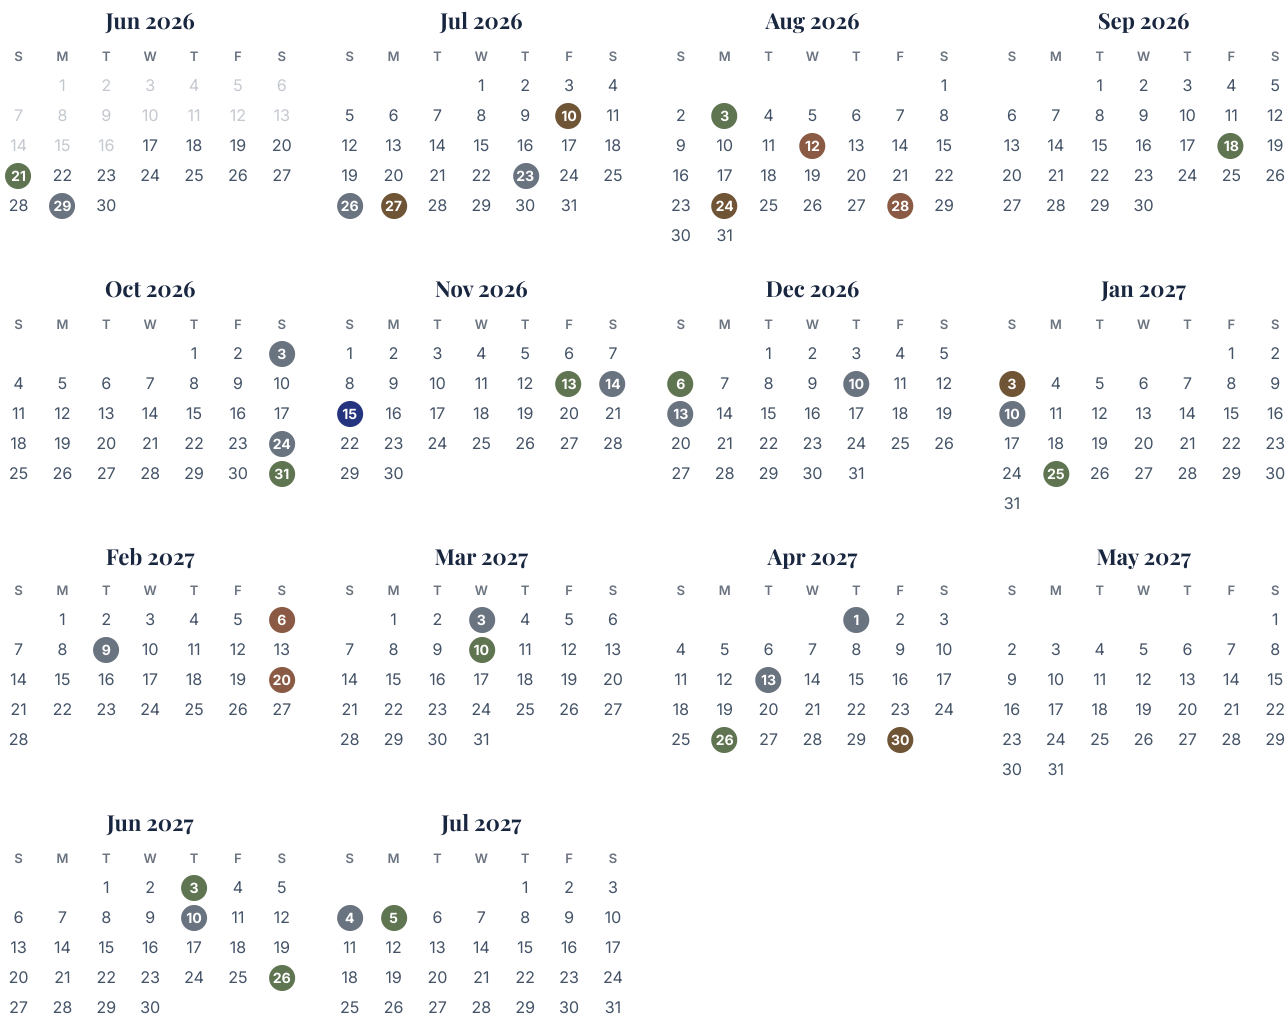 Jun 2026 Jul 2026 Aug 2026 Sep 2026
S M T W T F S S M T W T F S S M T W T F S S M T W T F S
1 2 3 4 5 6 1 2 3 4 1 1 2 3 4 5
7 8 9 10 11 12 13 5 6 7 8 9 10 11 2 3 4 5 6 7 8 6 7 8 9 10 11 12
14 15 16 17 18 19 20 12 13 14 15 16 17 18 9 10 11 12 13 14 15 13 14 15 16 17 18 19
21 22 23 24 25 26 27 19 20 21 22 23 24 25 16 17 18 19 20 21 22 20 21 22 23 24 25 26
28 29 30 26 27 28 29 30 31 23 24 25 26 27 28 29 27 28 29 30
30 31
Oct 2026 Nov 2026 Dec 2026 Jan 2027
S M T W T F S S M T W T F S S M T W T F S S M T W T F S
1 2 3 1 2 3 4 5 6 7 1 2 3 4 5 1 2
4 5 6 7 8 9 10 8 9 10 11 12 13 14 6 7 8 9 10 11 12 3 4 5 6 7 8 9
11 12 13 14 15 16 17 15 16 17 18 19 20 21 13 14 15 16 17 18 19 10 11 12 13 14 15 16
18 19 20 21 22 23 24 22 23 24 25 26 27 28 20 21 22 23 24 25 26 17 18 19 20 21 22 23
25 26 27 28 29 30 31 29 30 27 28 29 30 31 24 25 26 27 28 29 30
31
Feb 2027 Mar 2027 Apr 2027 May 2027
S M T W T F S S M T W T F S S M T W T F S S M T W T F S
1 2 3 4 5 6 1 2 3 4 5 6 1 2 3 1
7 8 9 10 11 12 13 7 8 9 10 11 12 13 4 5 6 7 8 9 10 2 3 4 5 6 7 8
14 15 16 17 18 19 20 14 15 16 17 18 19 20 11 12 13 14 15 16 17 9 10 11 12 13 14 15
21 22 23 24 25 26 27 21 22 23 24 25 26 27 18 19 20 21 22 23 24 16 17 18 19 20 21 22
28 28 29 30 31 25 26 27 28 29 30 23 24 25 26 27 28 29
30 31
Jun 2027 Jul 2027
S M T W T F S S M T W T F S
1 2 3 4 5 1 2 3
6 7 8 9 10 11 12 4 5 6 7 8 9 10
13 14 15 16 17 18 19 11 12 13 14 15 16 17
20 21 22 23 24 25 26 18 19 20 21 22 23 24
27 28 29 30 25 26 27 28 29 30 31